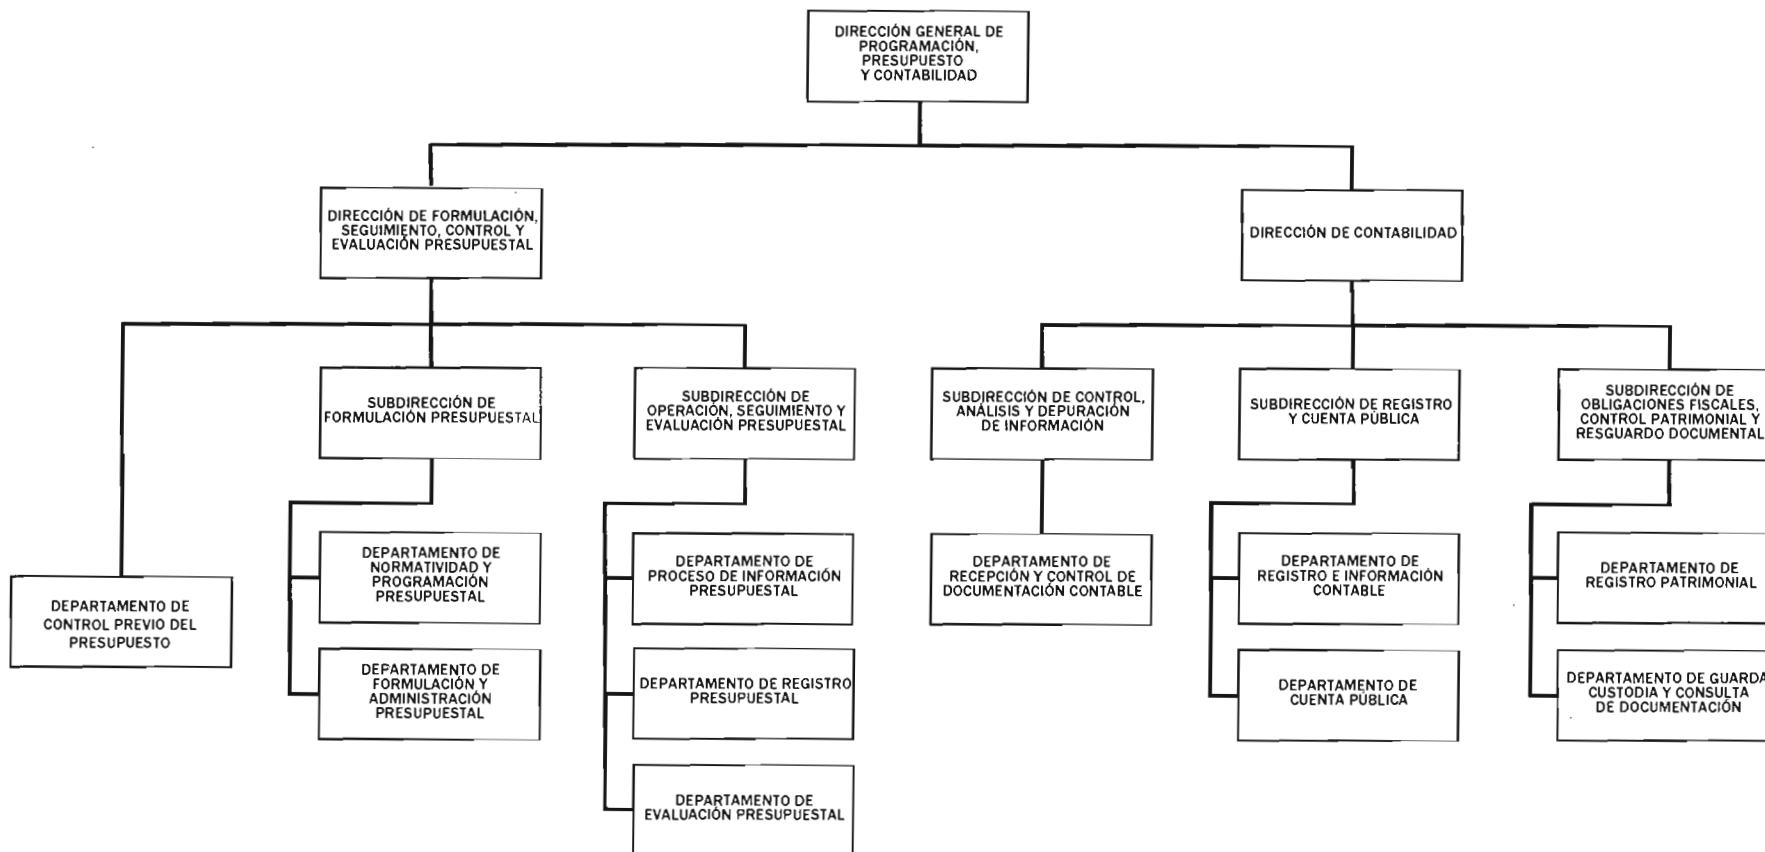 DIRECCIÓN GENERAL DE
PROGRAMACIÓN,
PRESUPUESTO
Y CONTABILIDAD
DIRECCIÓN DE FORMULACIÓN,
SEGUIMIENTO, CONTROL Y
EVALUACIÓN PRESUPUESTAL
DIRECCIÓN DE CONTABILIDAD
SUBDIRECCIÓN DE
FORMULACIÓN PRESUPUESTAL
SUBDIRECCIÓN DE
OPERACIÓN, SEGUIMIENTO Y
EVALUACIÓN PRESUPUESTAL
SUBDIRECCIÓN DE CONTROL,
ANÁLISIS Y DEPURACIÓN
DE INFORMACIÓN
SUBDIRECCIÓN DE REGISTRO
Y CUENTA PÚBLICA
SUBDIRECCIÓN DE
OBLIGACIONES FISCALES,
CONTROL PATRIMONIAL Y
RESGUARDO DOCUMENTAL
DEPARTAMENTO DE
CONTROL PREVIO DEL
PRESUPUESTO
DEPARTAMENTO DE
NORMATIVIDAD Y
PROGRAMACIÓN
PRESUPUESTAL
DEPARTAMENTO DE
PROCESO DE INFORMACIÓN
PRESUPUESTAL
DEPARTAMENTO DE
RECEPCIÓN Y CONTROL DE
DOCUMENTACIÓN CONTABLE
DEPARTAMENTO DE
REGISTRO E INFORMACIÓN
CONTABLE
DEPARTAMENTO DE
REGISTRO PATRIMONIAL
DEPARTAMENTO DE
FORMULACIÓN Y
ADMINISTRACIÓN
PRESUPUESTAL
DEPARTAMENTO DE REGISTRO
PRESUPUESTAL
DEPARTAMENTO DE
CUENTA PÚBLICA
DEPARTAMENTO DE GUARDA
CUSTODIA Y CONSULTA
DE DOCUMENTACIÓN
DEPARTAMENTO DE
EVALUACIÓN PRESUPUESTAL